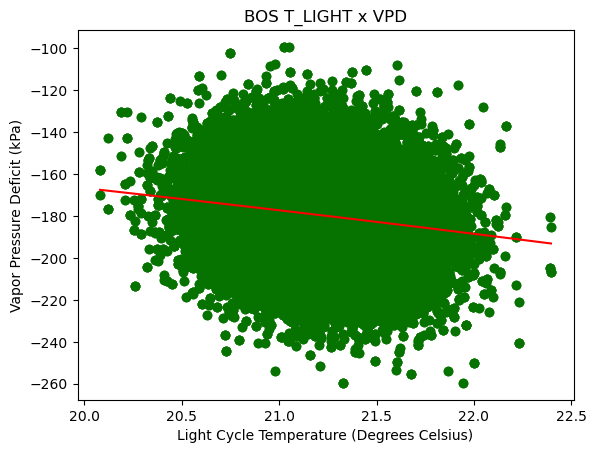 BOS T_LIGHT x VPD
Vapor Pressure Deficit (kPa)
−100
−120
−140
−160
−180
−200
−220
−240
−260
20.0 20.5 21.0 21.5 22.0 22.5
Light Cycle Temperature (Degrees Celsius)